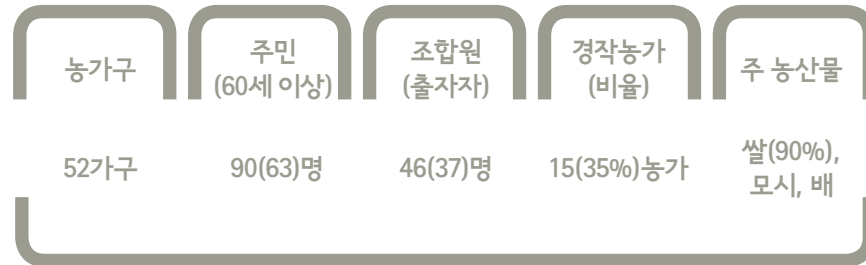 농가구
주민
(60세 이상)
조합원
(출자자)
경작농가
(비율)
주 농산물
52가구
90(63)명
46(37)명
15(35%)농가
쌀(90%),
모시, 배